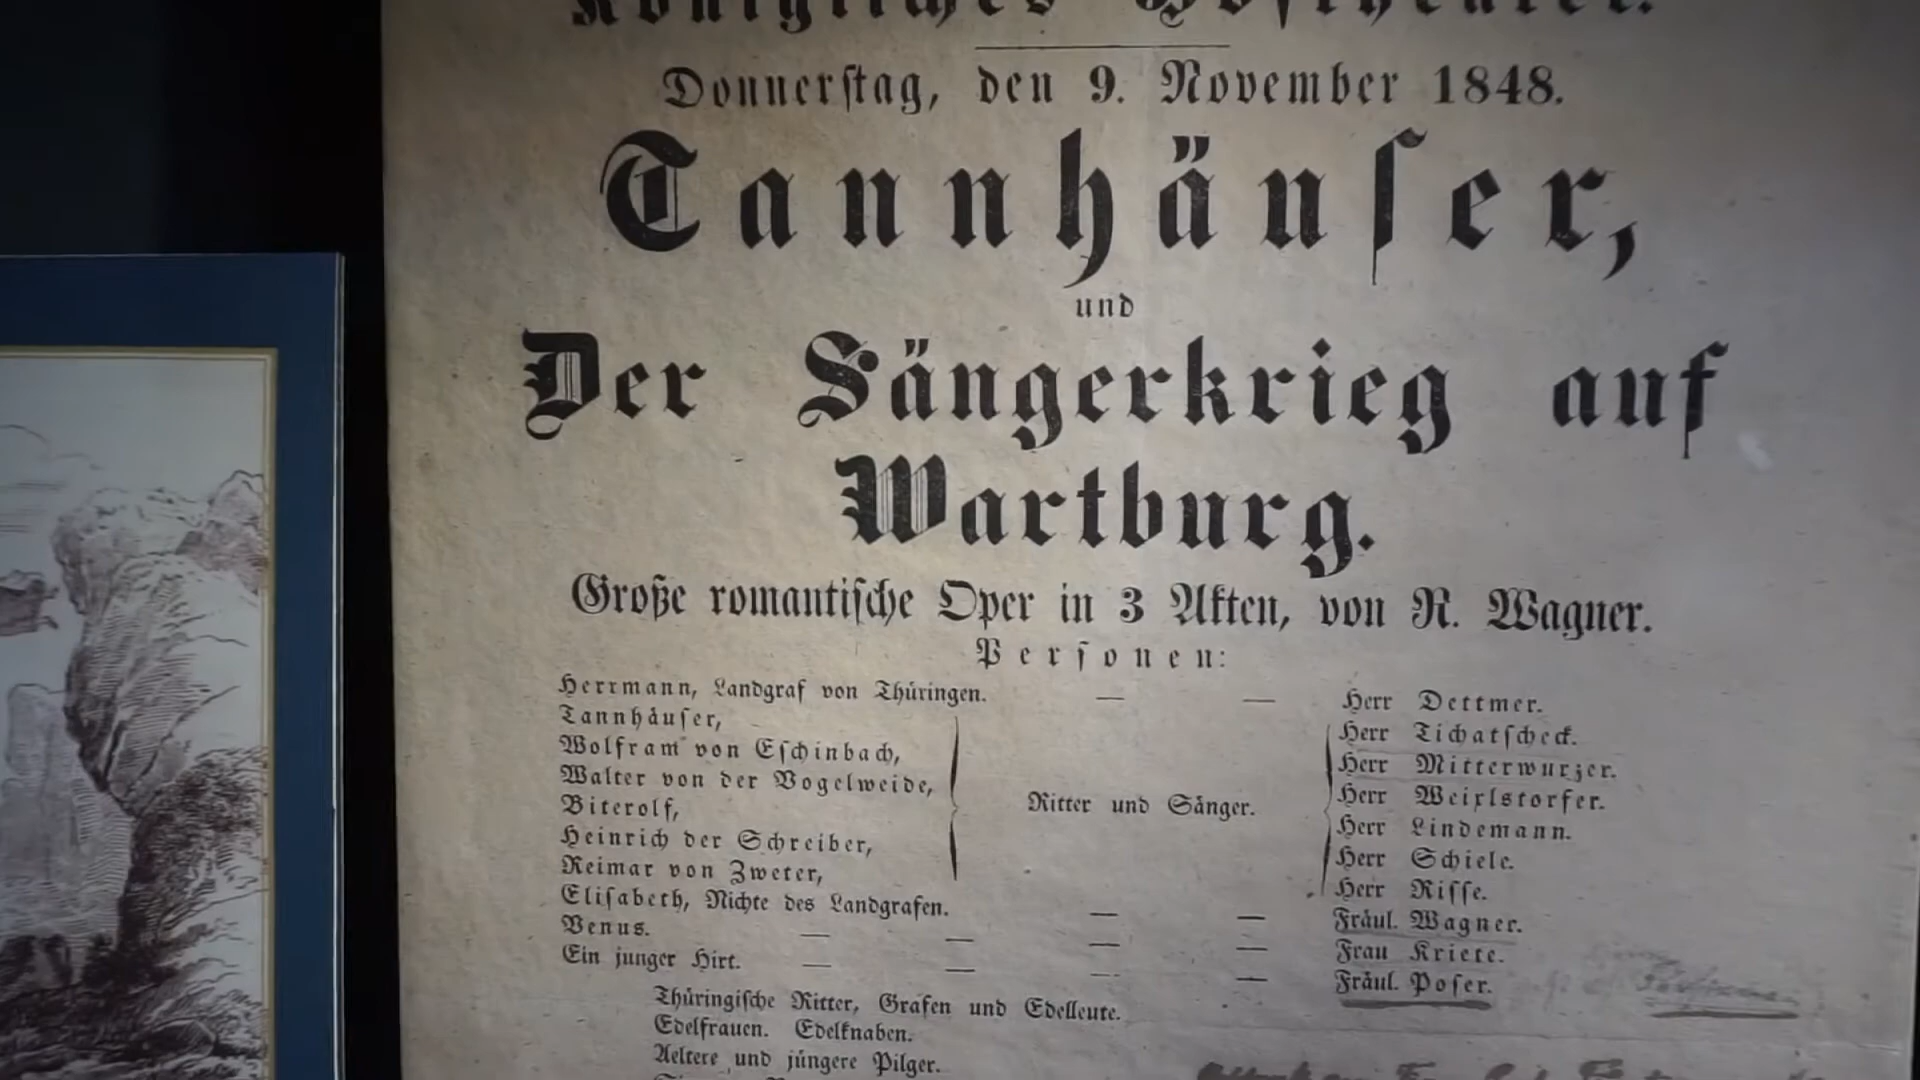 Königliches Hoftheater.
Donnerſtag, den 9. November 1848.
Tannhäuſer,
und
Der Sängerkrieg auf
Wartburg.
Große romantiſche Oper in 3 Akten, von R. Wagner.
Perſonen:
Herrmann, Landgraf von Thüringen. — — Herr Dettmer.
Tannhäuſer, Herr Tichatſcheck.
Wolfram von Eſchinbach, Herr Mitterwurzer.
Walter von der Vogelweide, Herr Weixlstorfer.
Biterolf, Ritter und Sänger. Herr Lindemann.
Heinrich der Schreiber, Herr Schiele.
Reimar von Zweter, Herr Riſſe.
Eliſabeth, Nichte des Landgrafen. — — Fräul. Wagner.
Venus. — — — — Frau Kriete.
Ein junger Hirt. — — — — Fräul. Poſer.
Thüringiſche Ritter, Grafen und Edelleute.
Edelfrauen. Edelknaben.
Aeltere und jüngere Pilger.